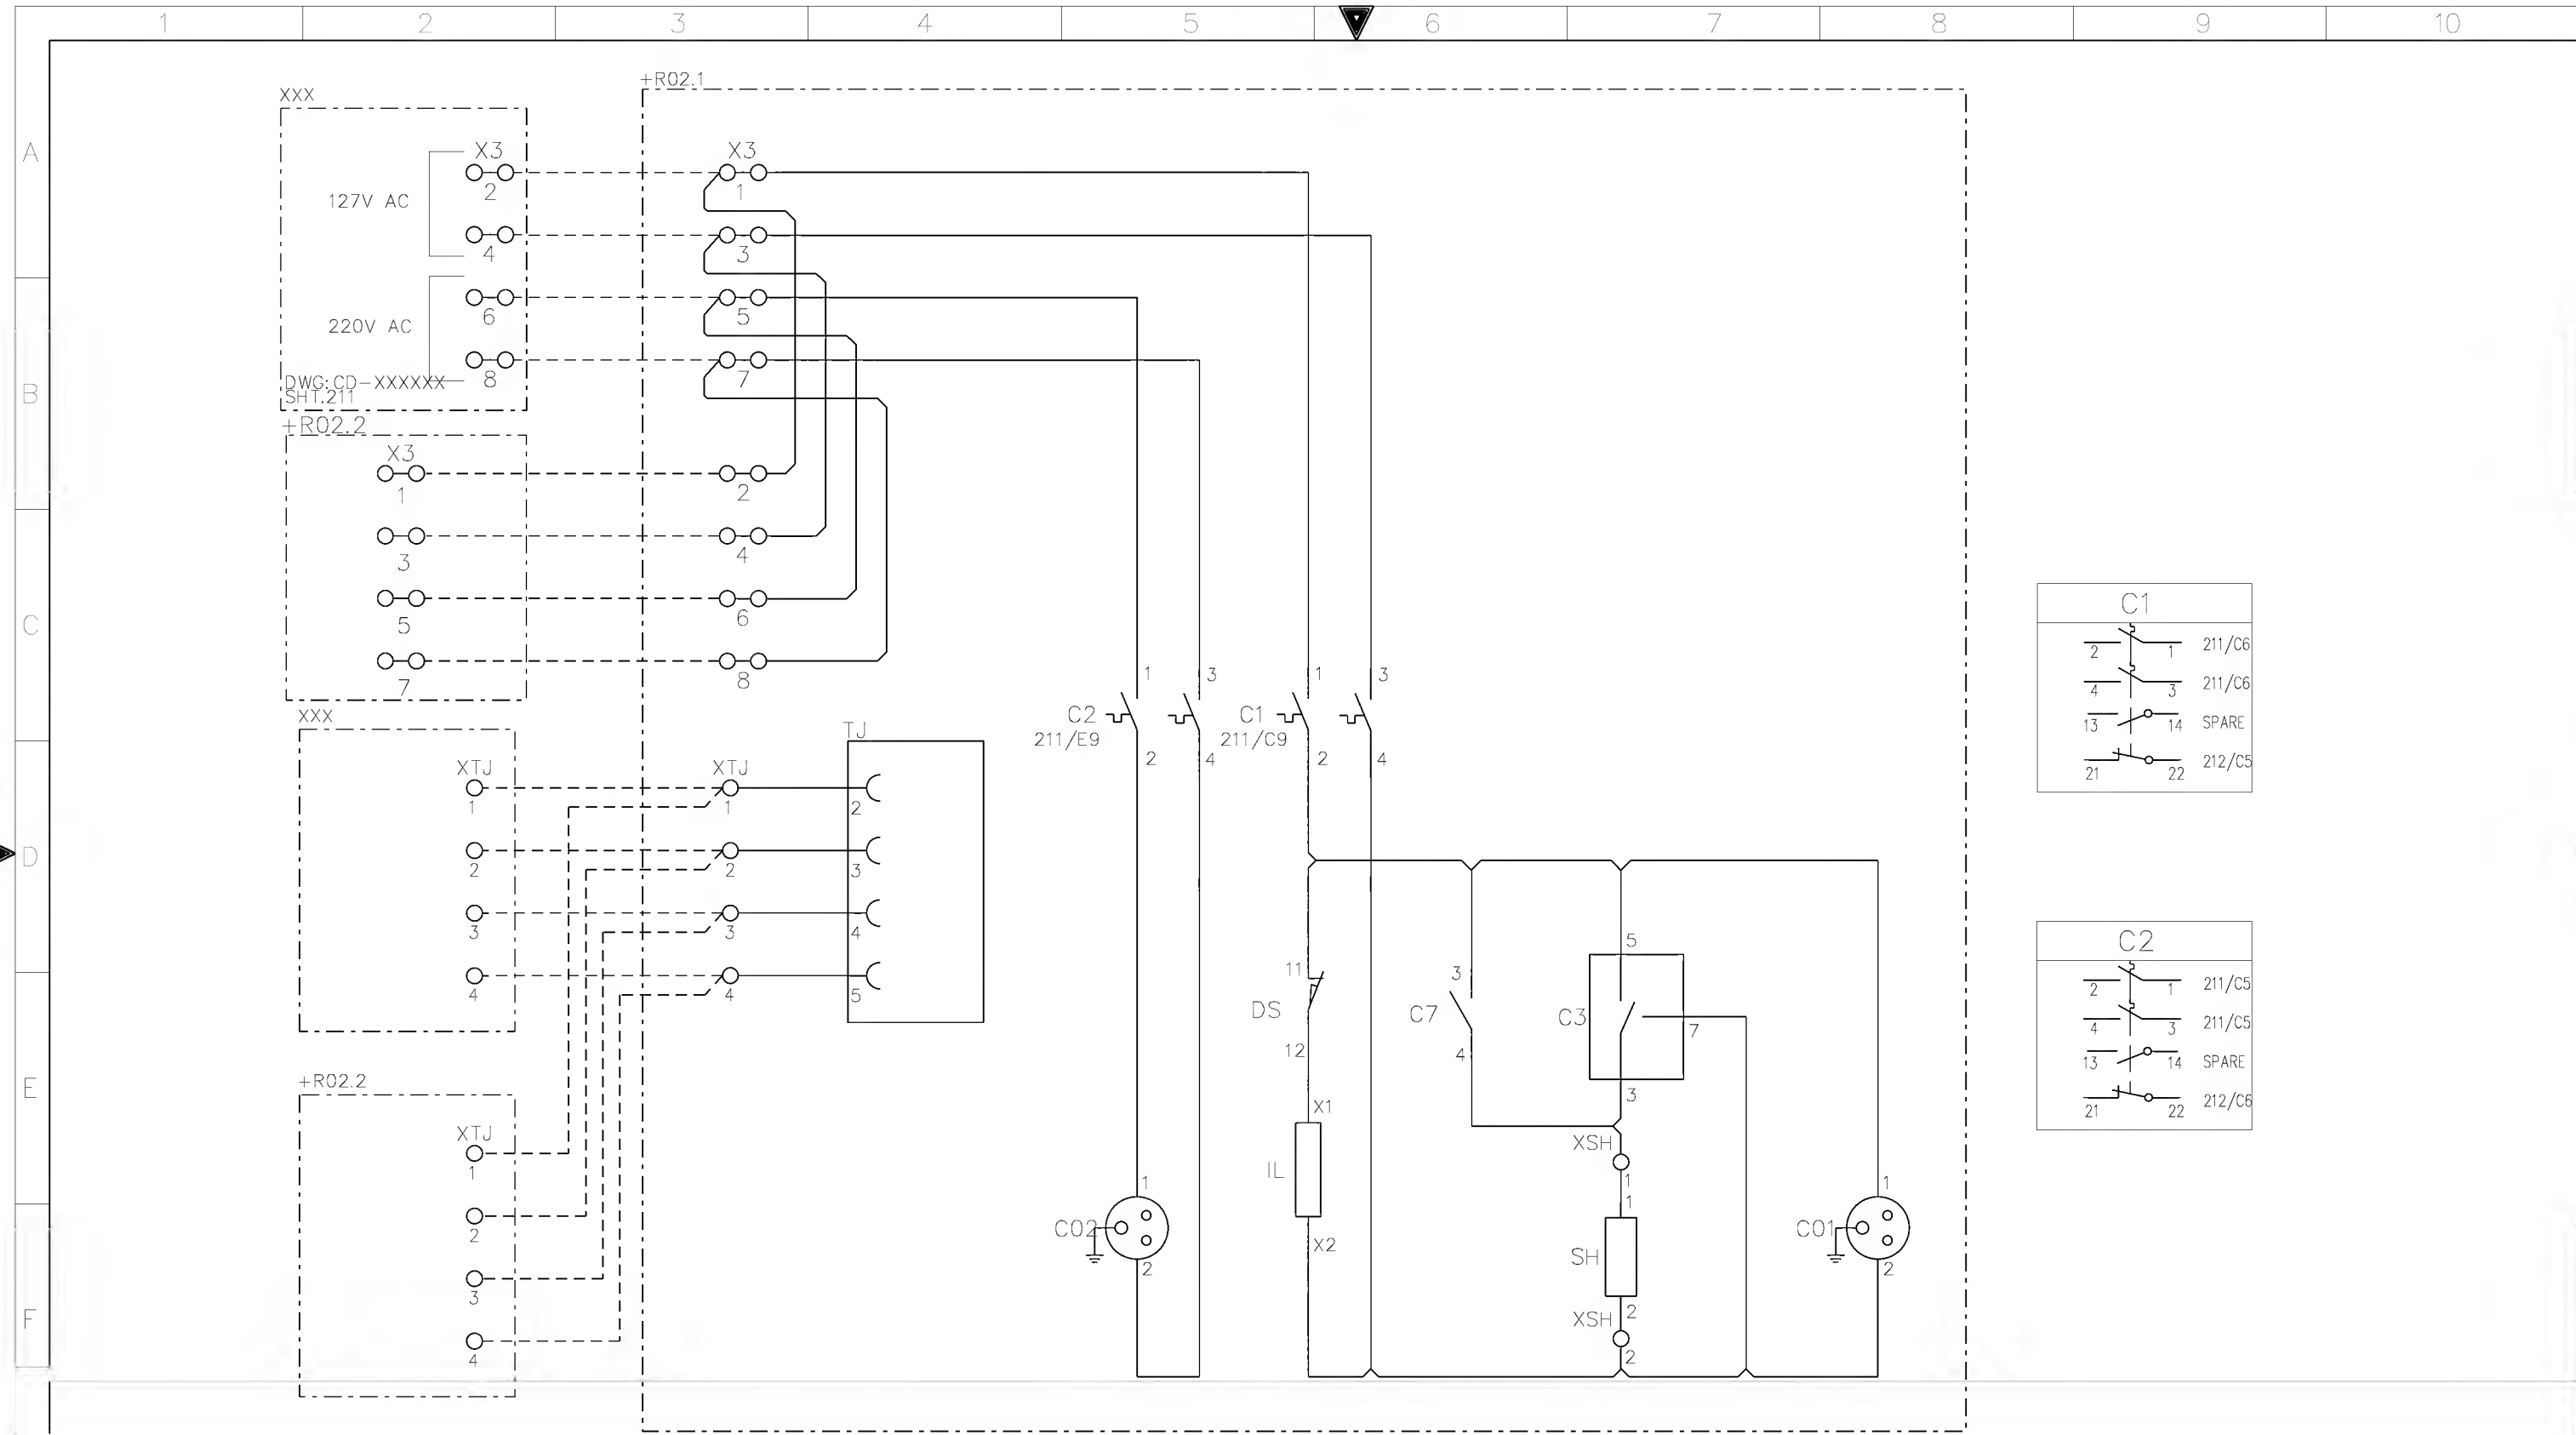 1 2 3 4 5 6 7 8 9 10
A
B
C
D
E
F
XXX
X3
2
127V AC
4
6
220V AC
8
DWG:CD-XXXXXX
SHT.211
+R02.2
X3
1
3
5
7
XXX
XTJ
1
2
3
4
+R02.2
XTJ
1
2
3
4
+R02.1
X3
1
3
5
7
2
4
6
8
XTJ
1
2
3
4
TJ
2
3
4
5
1 3
C2
211/E9
2 4
1 3
C1
211/C9
2 4
CO2
1
2
11
DS
12
X1
IL
X2
3
C7
4
5
C3
7
3
XSH
1
1
SH
2
XSH
2
CO1
1
2
C1
2 1 211/C6
4 3 211/C6
13 14 SPARE
21 22 212/C5
C2
2 1 211/C5
4 3 211/C5
13 14 SPARE
21 22 212/C6